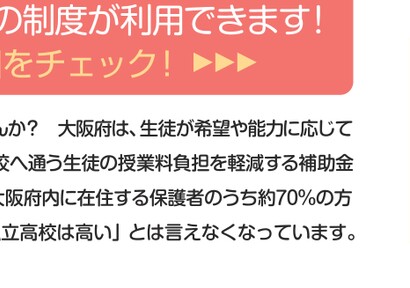 の制度が利用できます！
をチェック！ ▶▶▶
んか？　大阪府は、生徒が希望や能力に応じて
校へ通う生徒の授業料負担を軽減する補助金
大阪府内に在住する保護者のうち約70%の方
立高校は高い」とは言えなくなっています。